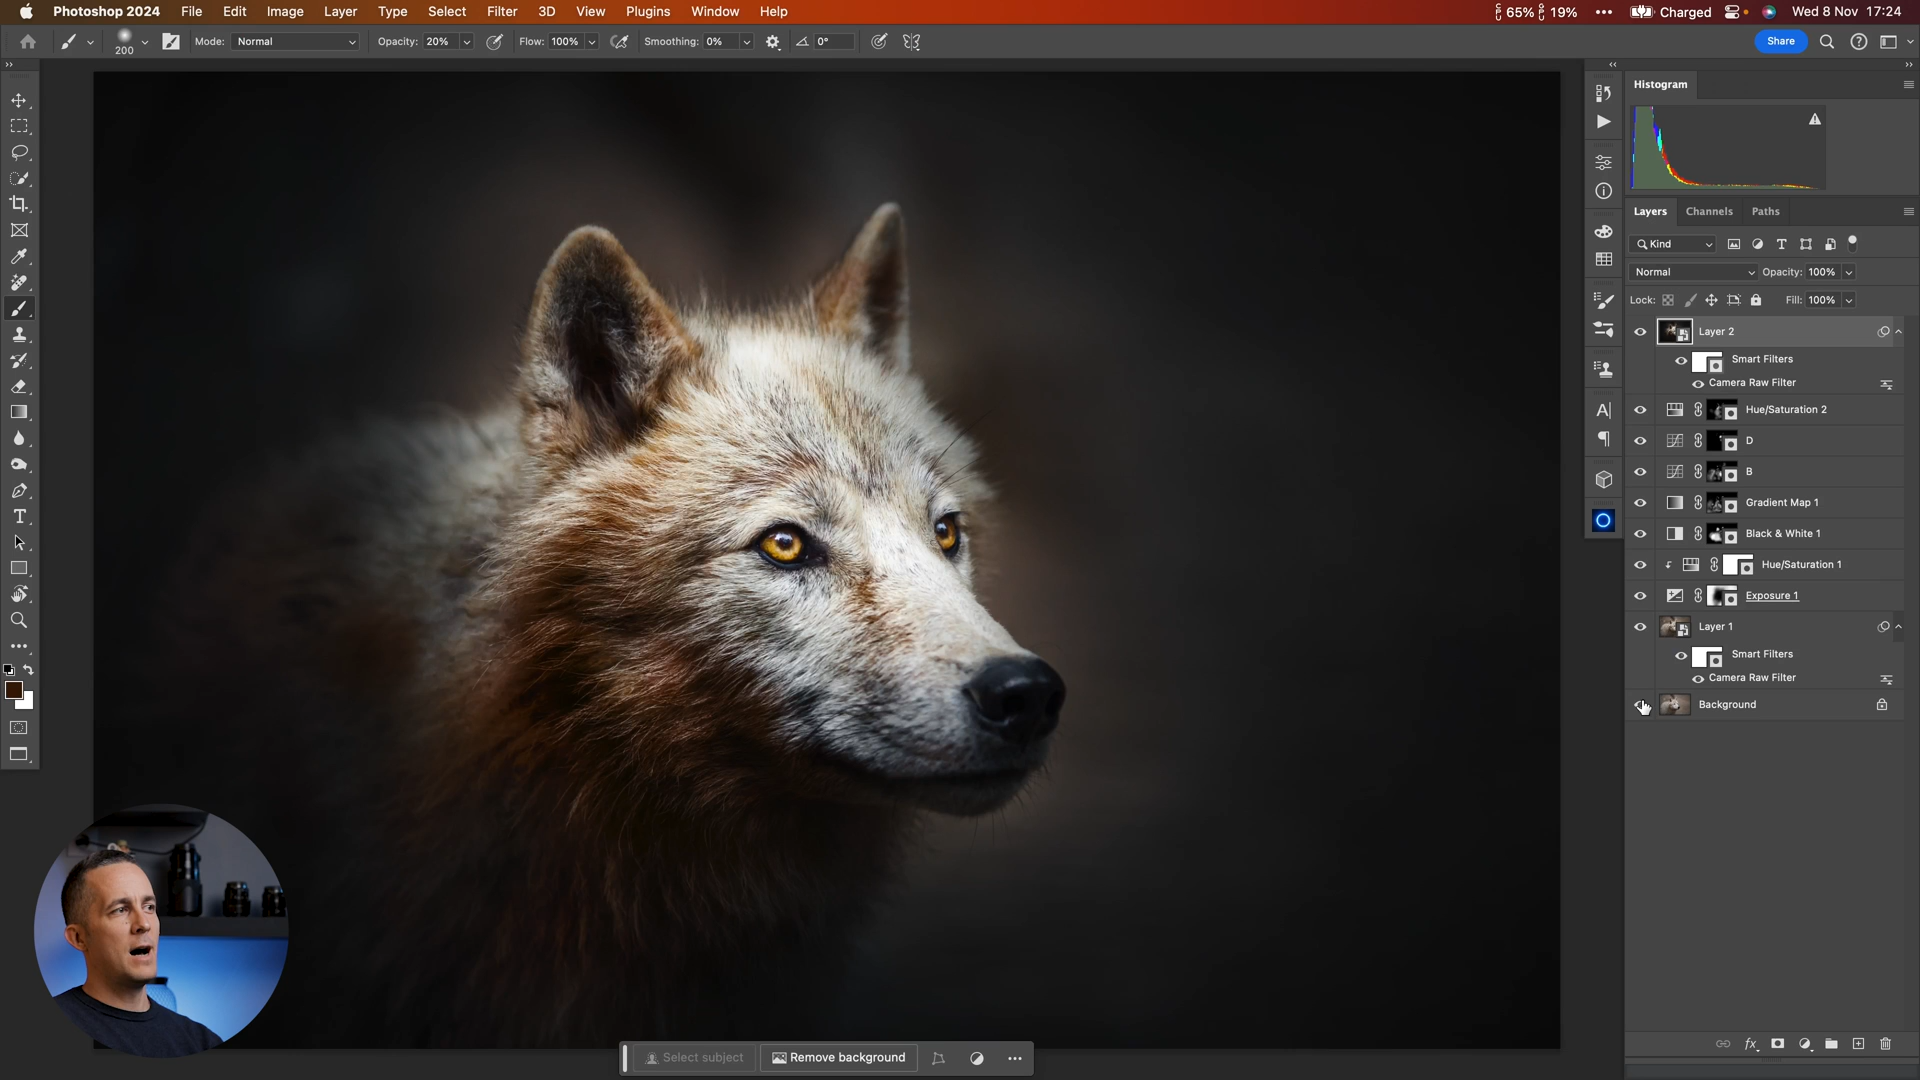 Photoshop 2024 File Edit Image Layer Type Select Filter 3D View Plugins Window Help 65% 19% Charged Wed 8 Nov 17:24
200 Mode: Normal Opacity: 20% Flow: 100% Smoothing: 0% 0° Share
Histogram
Layers Channels Paths
Kind
Normal Opacity: 100%
Lock: Fill: 100%
Layer 2
Smart Filters
Camera Raw Filter
Hue/Saturation 2
D
B
Gradient Map 1
Black & White 1
Hue/Saturation 1
Exposure 1
Layer 1
Smart Filters
Camera Raw Filter
Background
Select subject Remove background